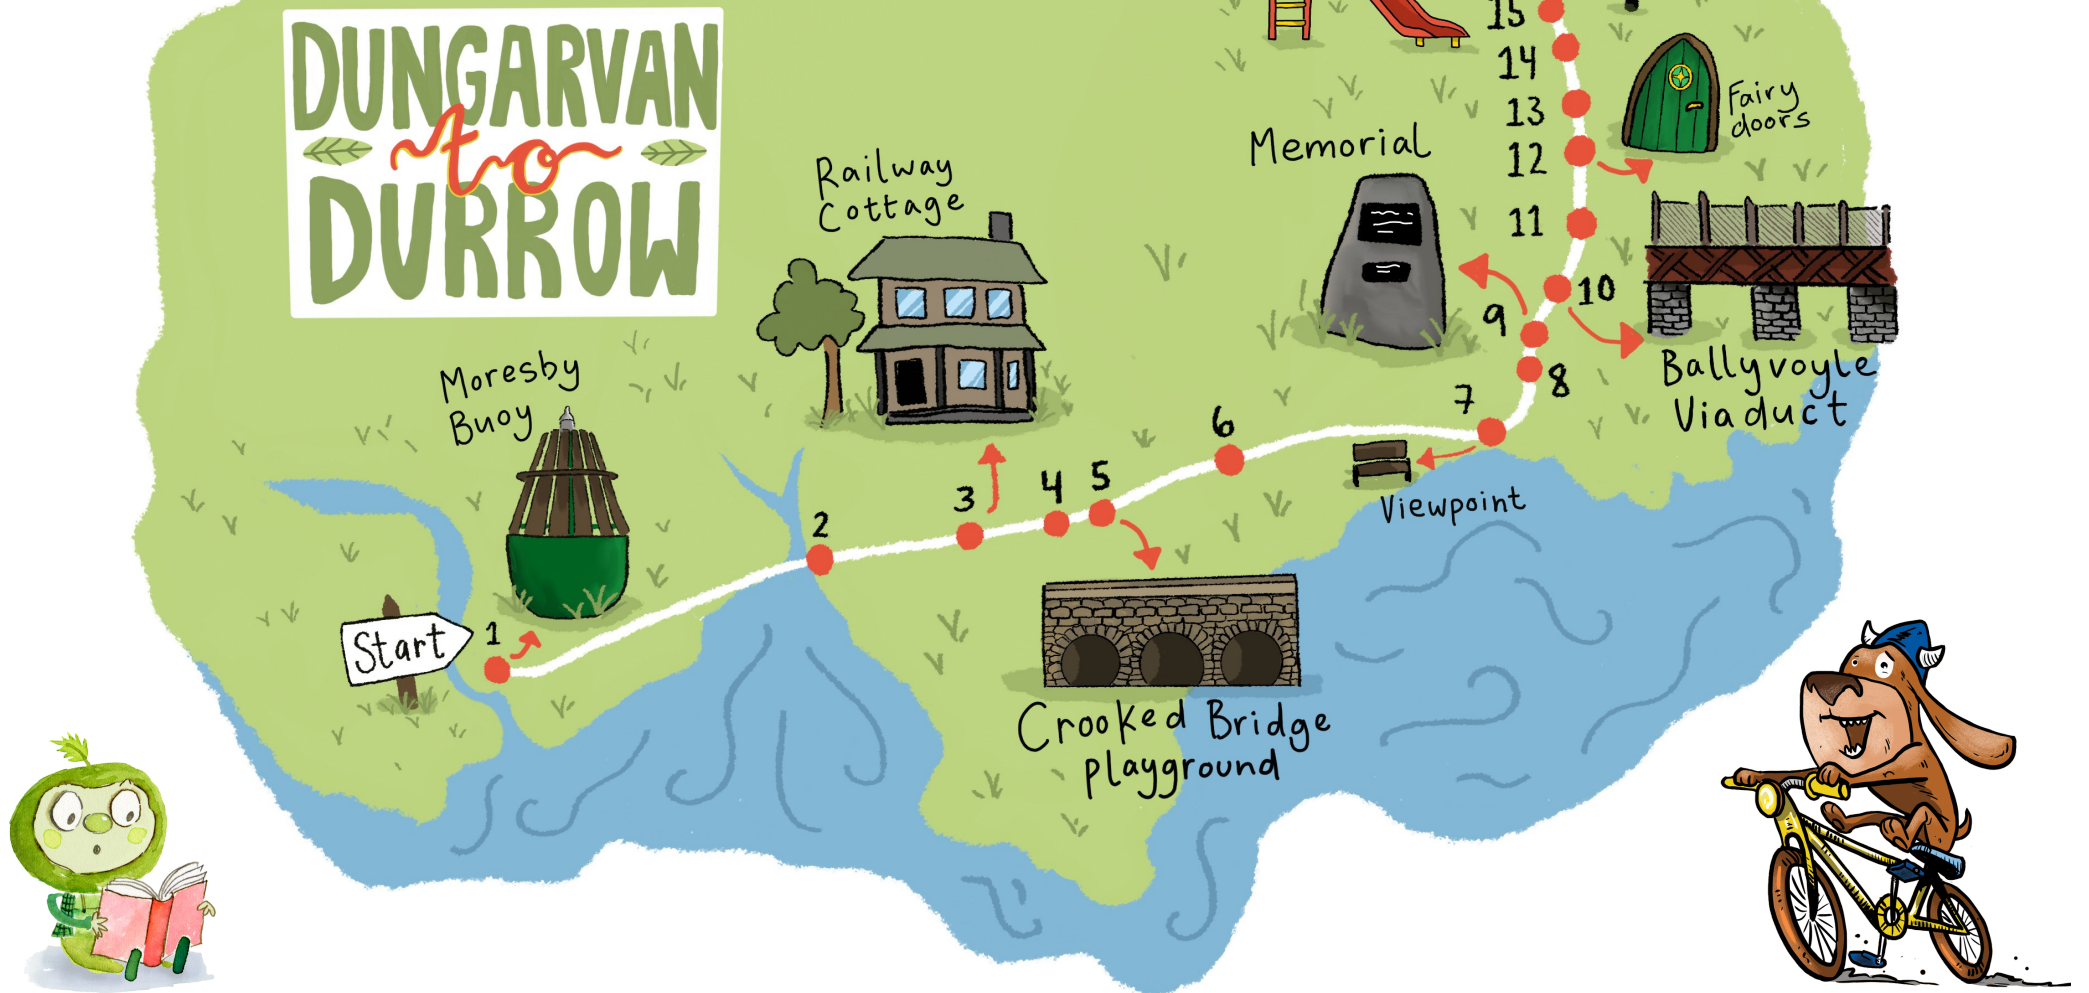 DUNGARVAN
to
DURROW
15
14
13
12
11
10
9
8
7
6
5
4
3
2
1
Fairy
doors
Memorial
Railway
Cottage
Ballyvoyle
Viaduct
Moresby
Buoy
Viewpoint
Start
Crooked Bridge
playground